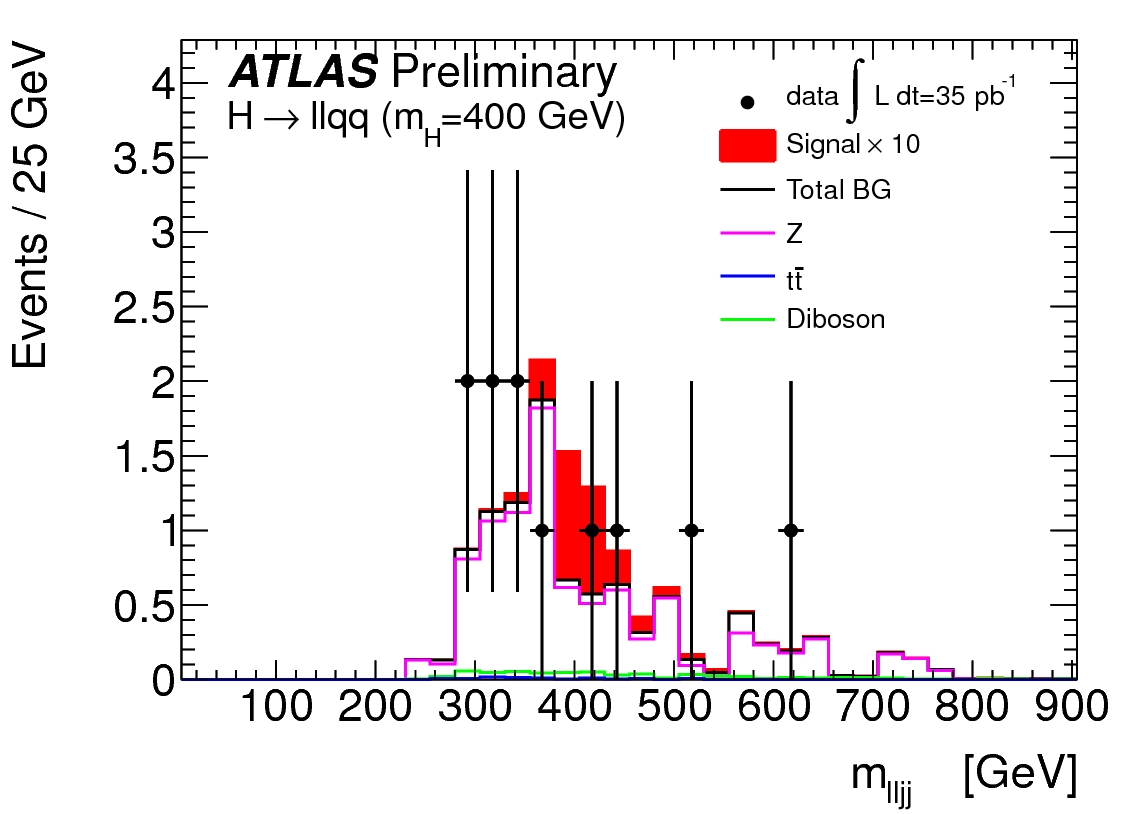 Events / 25 GeV
4
3.5
3
2.5
2
1.5
1
0.5
0
ATLAS Preliminary
H → llqq (m_H=400 GeV)
data ∫ L dt=35 pb⁻¹
Signal × 10
Total BG
Z
tt̄
Diboson
100 200 300 400 500 600 700 800 900
m_lljj [GeV]